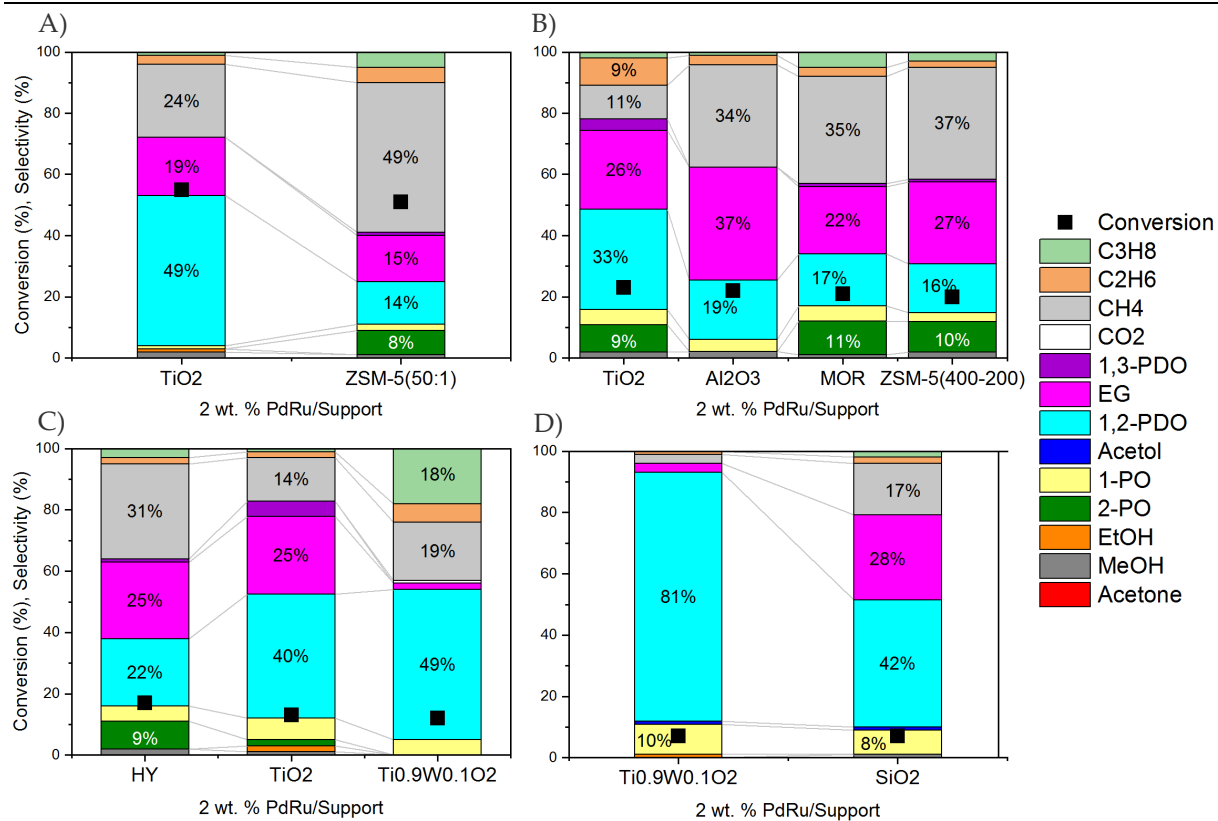 A)
B)
Conversion (%), Selectivity (%)
100
80
60
40
20
0
24%
19%
49%
49%
15%
14%
8%
TiO2
ZSM-5(50:1)
2 wt. % PdRu/Support
100
80
60
40
20
0
9%
11%
26%
33%
9%
34%
37%
19%
35%
22%
17%
11%
37%
27%
16%
10%
TiO2
Al2O3
MOR
ZSM-5(400-200)
2 wt. % PdRu/Support
Conversion
C3H8
C2H6
CH4
CO2
1,3-PDO
EG
1,2-PDO
Acetol
1-PO
2-PO
EtOH
MeOH
Acetone
C)
D)
Conversion (%), Selectivity (%)
100
80
60
40
20
0
31%
25%
22%
9%
14%
25%
40%
18%
19%
49%
HY
TiO2
Ti0.9W0.1O2
2 wt. % PdRu/Support
100
80
60
40
20
0
81%
10%
17%
28%
42%
8%
Ti0.9W0.1O2
SiO2
2 wt. % PdRu/Support